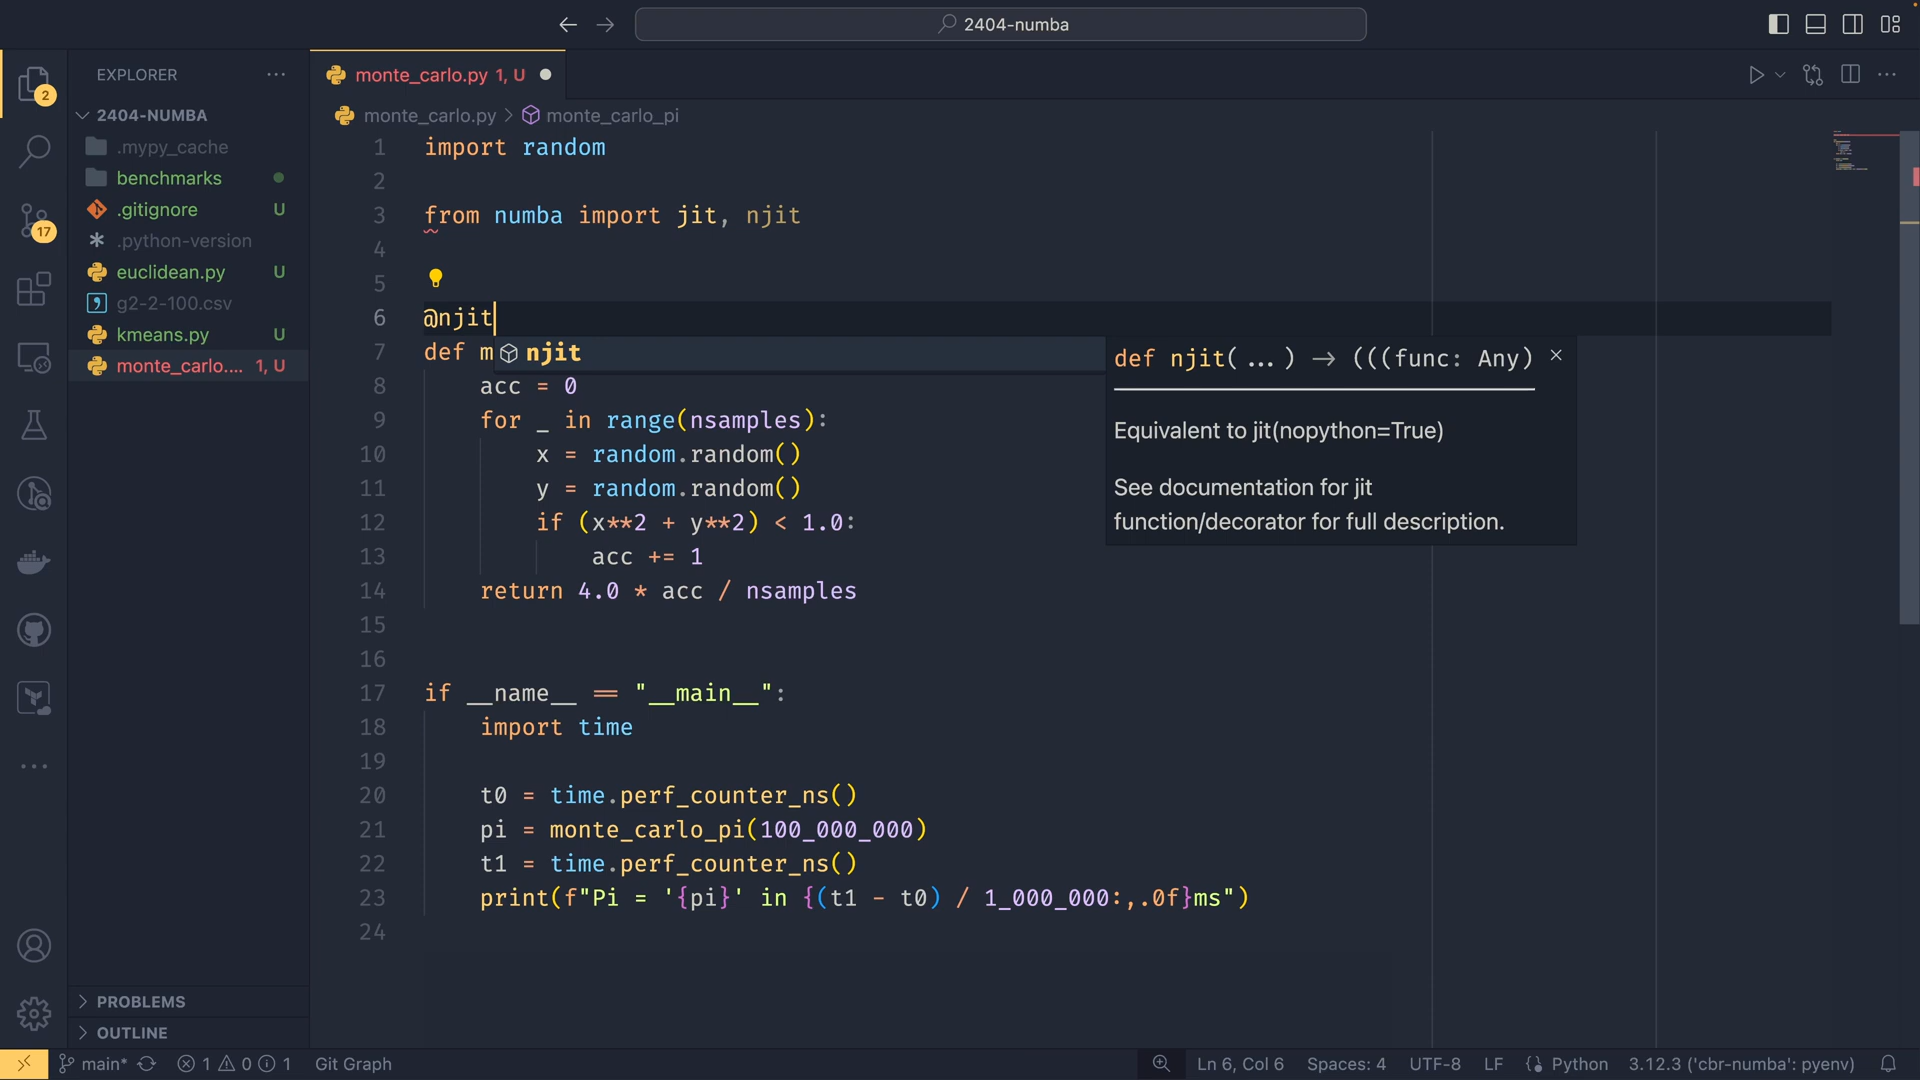 2404-numba
EXPLORER
monte_carlo.py 1, U
2404-NUMBA
.mypy_cache
benchmarks
.gitignore U
.python-version
euclidean.py U
g2-2-100.csv
kmeans.py U
monte_carlo.... 1, U
2
17
monte_carlo.py > monte_carlo_pi
1 import random
2
3 from numba import jit, njit
4
5
6 @njit
7 def m
njit
8 acc = 0
9 for _ in range(nsamples):
10 x = random.random()
11 y = random.random()
12 if (x**2 + y**2) < 1.0:
13 acc += 1
14 return 4.0 * acc / nsamples
15
16
17 if __name__ == "__main__":
18 import time
19
20 t0 = time.perf_counter_ns()
21 pi = monte_carlo_pi(100_000_000)
22 t1 = time.perf_counter_ns()
23 print(f"Pi = '{pi}' in {(t1 - t0) / 1_000_000:,.0f}ms")
24
def njit( ... ) → (((func: Any)
Equivalent to jit(nopython=True)
See documentation for jit
function/decorator for full description.
PROBLEMS
OUTLINE
main* 1 0 1 Git Graph Ln 6, Col 6 Spaces: 4 UTF-8 LF Python 3.12.3 ('cbr-numba': pyenv)